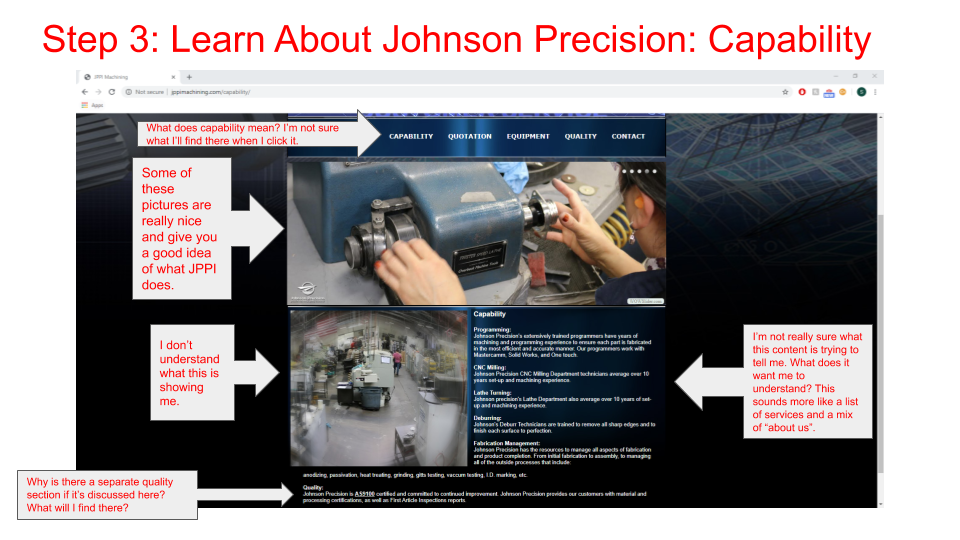 Step 3: Learn About Johnson Precision: Capability
JPPI Machining
Not secure | jppimachining.com/capability/
Apps
What does capability mean? I'm not sure
what I'll find there when I click it.
CAPABILITY QUOTATION EQUIPMENT QUALITY CONTACT
Some of
these
pictures are
really nice
and give you
a good idea
of what JPPI
does.
I don't
understand
what this is
showing
me.
Capability
Programming:
Johnson Precision's extensively trained programmers have years of
machining and programming experience to ensure each part is fabricated
in the most efficient and accurate manner. Our programmers work with
Mastercamm, Solid Works, and One touch.
CNC Milling:
Johnson Precision CNC Milling Department technicians average over 10
years set-up and machining experience.
Lathe Turning:
Johnson precision's Lathe Department also average over 10 years of set-
up and machining experience.
Deburring:
Johnson's Deburr Technicians are trained to remove all sharp edges and to
finish each surface to perfection.
Fabrication Management:
Johnson Precision has the resources to manage all aspects of fabrication
and product completion. From initial fabrication to assembly, to managing
all of the outside processes that include:
anodizing, passivation, heat treating, grinding, glits testing, vaccum testing, I.D. marking, etc.
Quality:
Johnson Precision is AS9100 certified and committed to continued improvement. Johnson Precision provides our customers with material and
processing certifications, as well as First Article Inspections reports.
I'm not really sure what
this content is trying to
tell me. What does it
want me to
understand? This
sounds more like a list
of services and a mix
of "about us".
Why is there a separate quality
section if it's discussed here?
What will I find there?